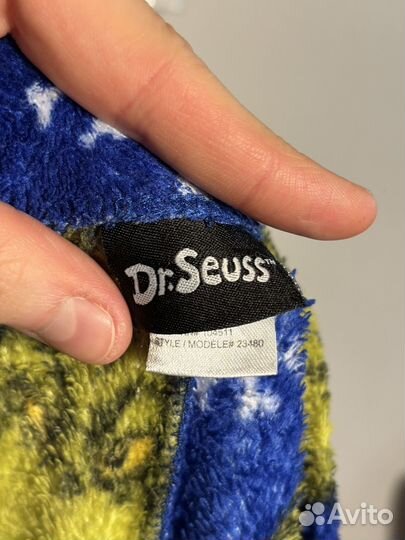 Dr.Seuss™
STYLE / MODELE# 23480
Avito